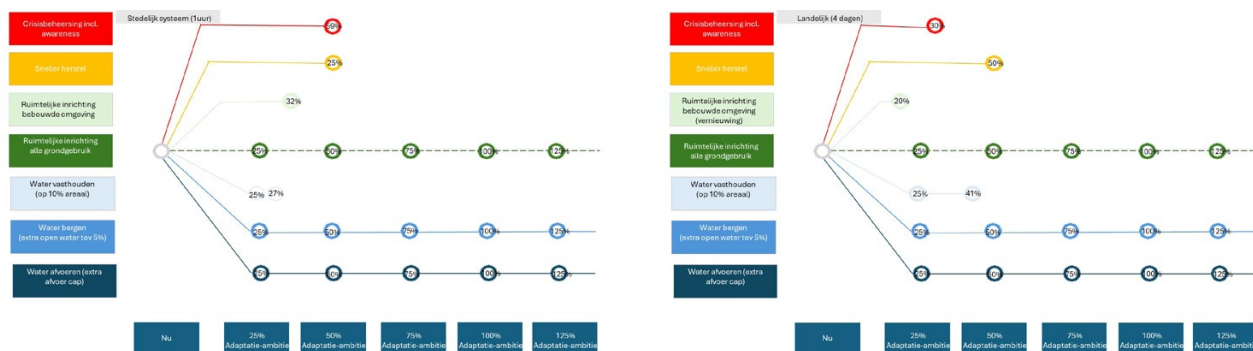 Crisisbeheersing incl.
awareness
Stedelijk systeem (1uur)
59%
Sneller herstel
25%
Ruimtelijke inrichting
bebouwde omgeving
32%
Ruimtelijke inrichting
alle grondgebruik
25%
50%
75%
100%
125%
Water vasthouden
(op 10% areaal)
25%
27%
Water bergen
(extra open water tov 5%)
25%
50%
75%
100%
125%
Water afvoeren (extra
afvoer cap)
25%
50%
75%
100%
125%
Nu
25%
Adaptatie-ambitie
50%
Adaptatie-ambitie
75%
Adaptatie-ambitie
100%
Adaptatie-ambitie
125%
Adaptatie-ambitie
Crisisbeheersing incl.
awareness
Landelijk (4 dagen)
30%
Sneller herstel
50%
Ruimtelijke inrichting
bebouwde omgeving
(vernieuwing)
20%
Ruimtelijke inrichting
alle grondgebruik
25%
50%
75%
100%
125%
Water vasthouden
(op 10% areaal)
25%
41%
Water bergen
(extra open water tov 5%)
25%
50%
75%
100%
125%
Water afvoeren (extra
afvoer cap)
25%
50%
75%
100%
125%
Nu
25%
Adaptatie-ambitie
50%
Adaptatie-ambitie
75%
Adaptatie-ambitie
100%
Adaptatie-ambitie
125%
Adaptatie-ambitie